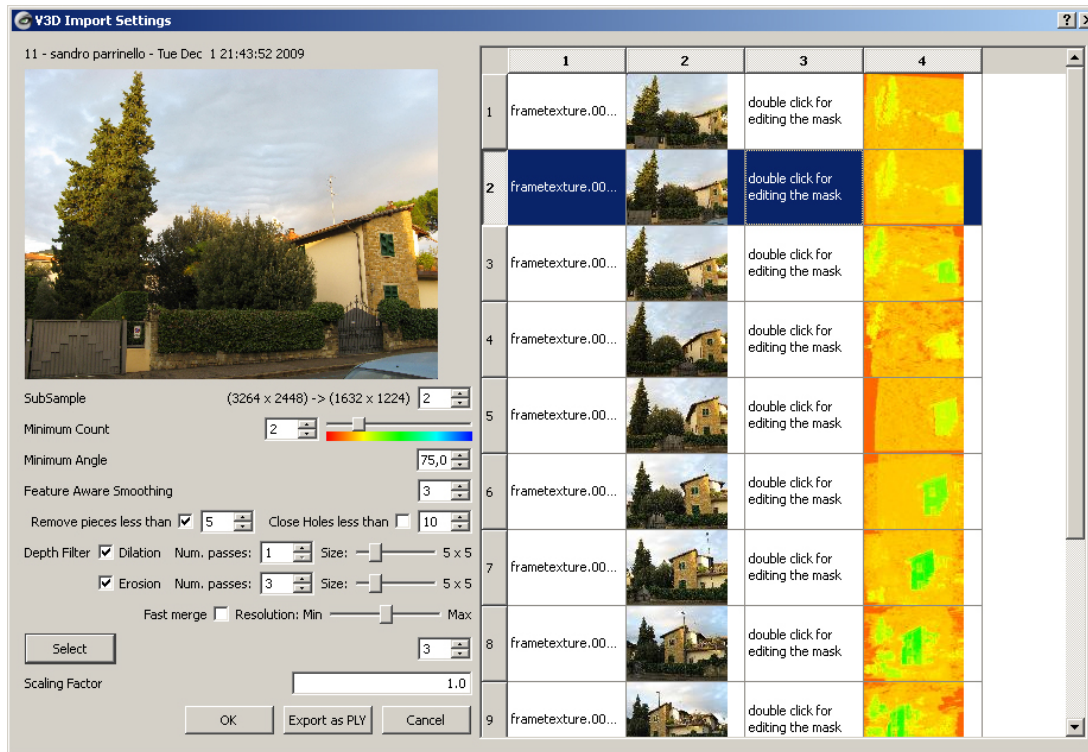 V3D Import Settings
11 - sandro parrinello - Tue Dec 1 21:43:52 2009
SubSample (3264 x 2448) -> (1632 x 1224) 2
Minimum Count 2
Minimum Angle 75,0
Feature Aware Smoothing 3
Remove pieces less than 5 Close Holes less than 10
Depth Filter Dilation Num. passes: 1 Size: 5 x 5
Erosion Num. passes: 3 Size: 5 x 5
Fast merge Resolution: Min Max
Select 3
Scaling Factor 1.0
OK Export as PLY Cancel
1 2 3 4
1 frametexture.00... double click for
editing the mask
2 frametexture.00... double click for
editing the mask
3 frametexture.00... double click for
editing the mask
4 frametexture.00... double click for
editing the mask
5 frametexture.00... double click for
editing the mask
6 frametexture.00... double click for
editing the mask
7 frametexture.00... double click for
editing the mask
8 frametexture.00... double click for
editing the mask
9 frametexture.00... double click for
editing the mask